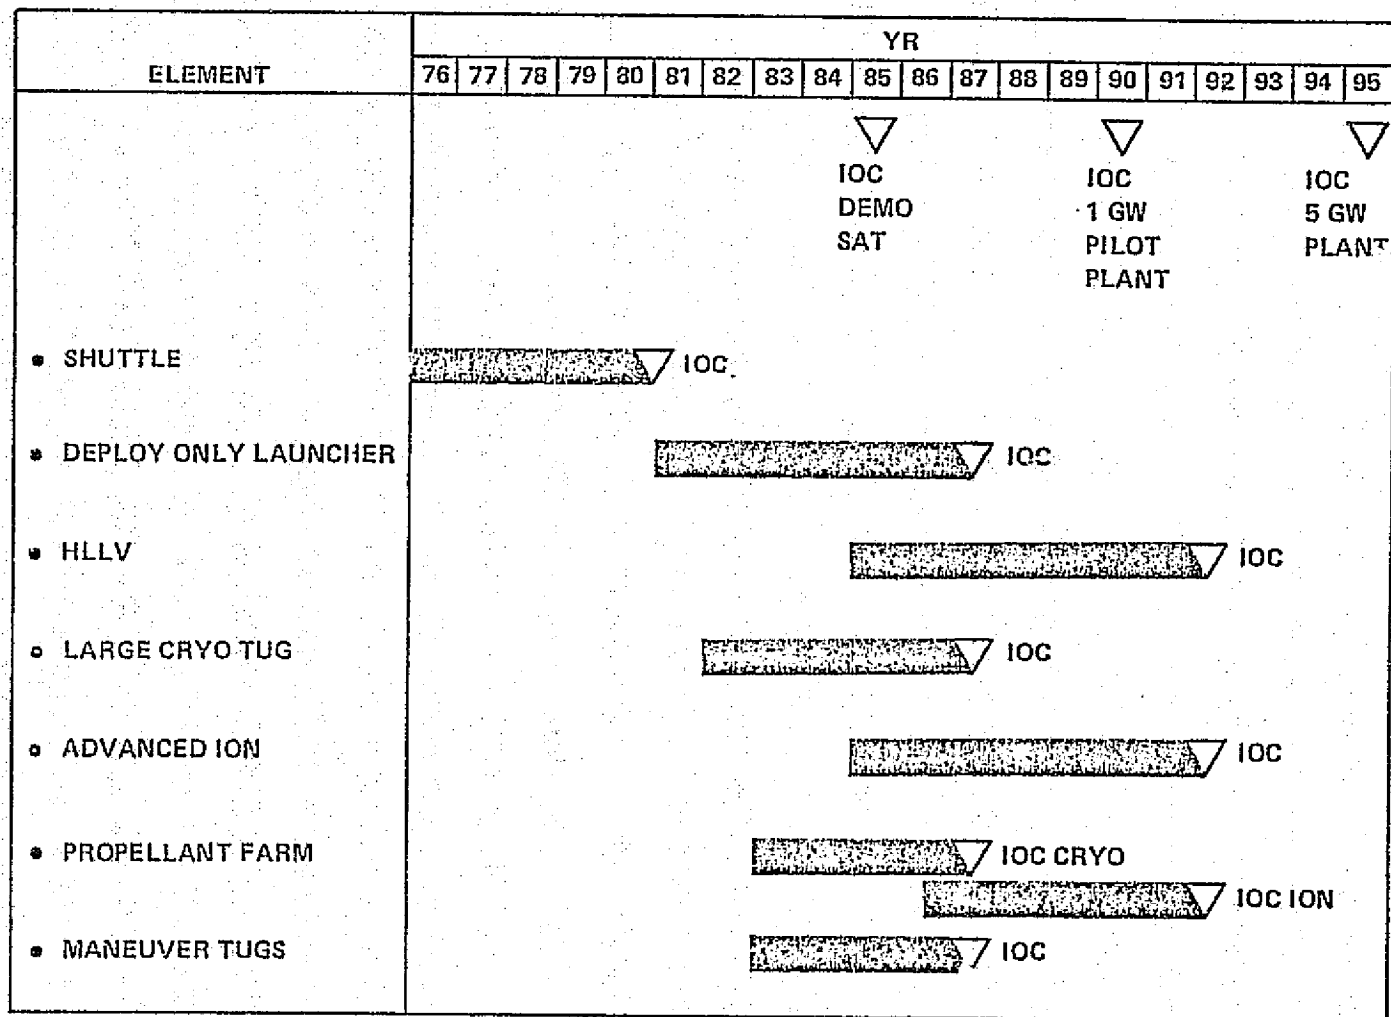 YR
ELEMENT
76 77 78 79 80 81 82 83 84 85 86 87 88 89 90 91 92 93 94 95
IOC
DEMO
SAT
IOC
1 GW
PILOT
PLANT
IOC
5 GW
PLANT
• SHUTTLE
IOC
• DEPLOY ONLY LAUNCHER
IOC
• HLLV
IOC
• LARGE CRYO TUG
IOC
• ADVANCED ION
IOC
• PROPELLANT FARM
IOC CRYO
IOC ION
• MANEUVER TUGS
IOC